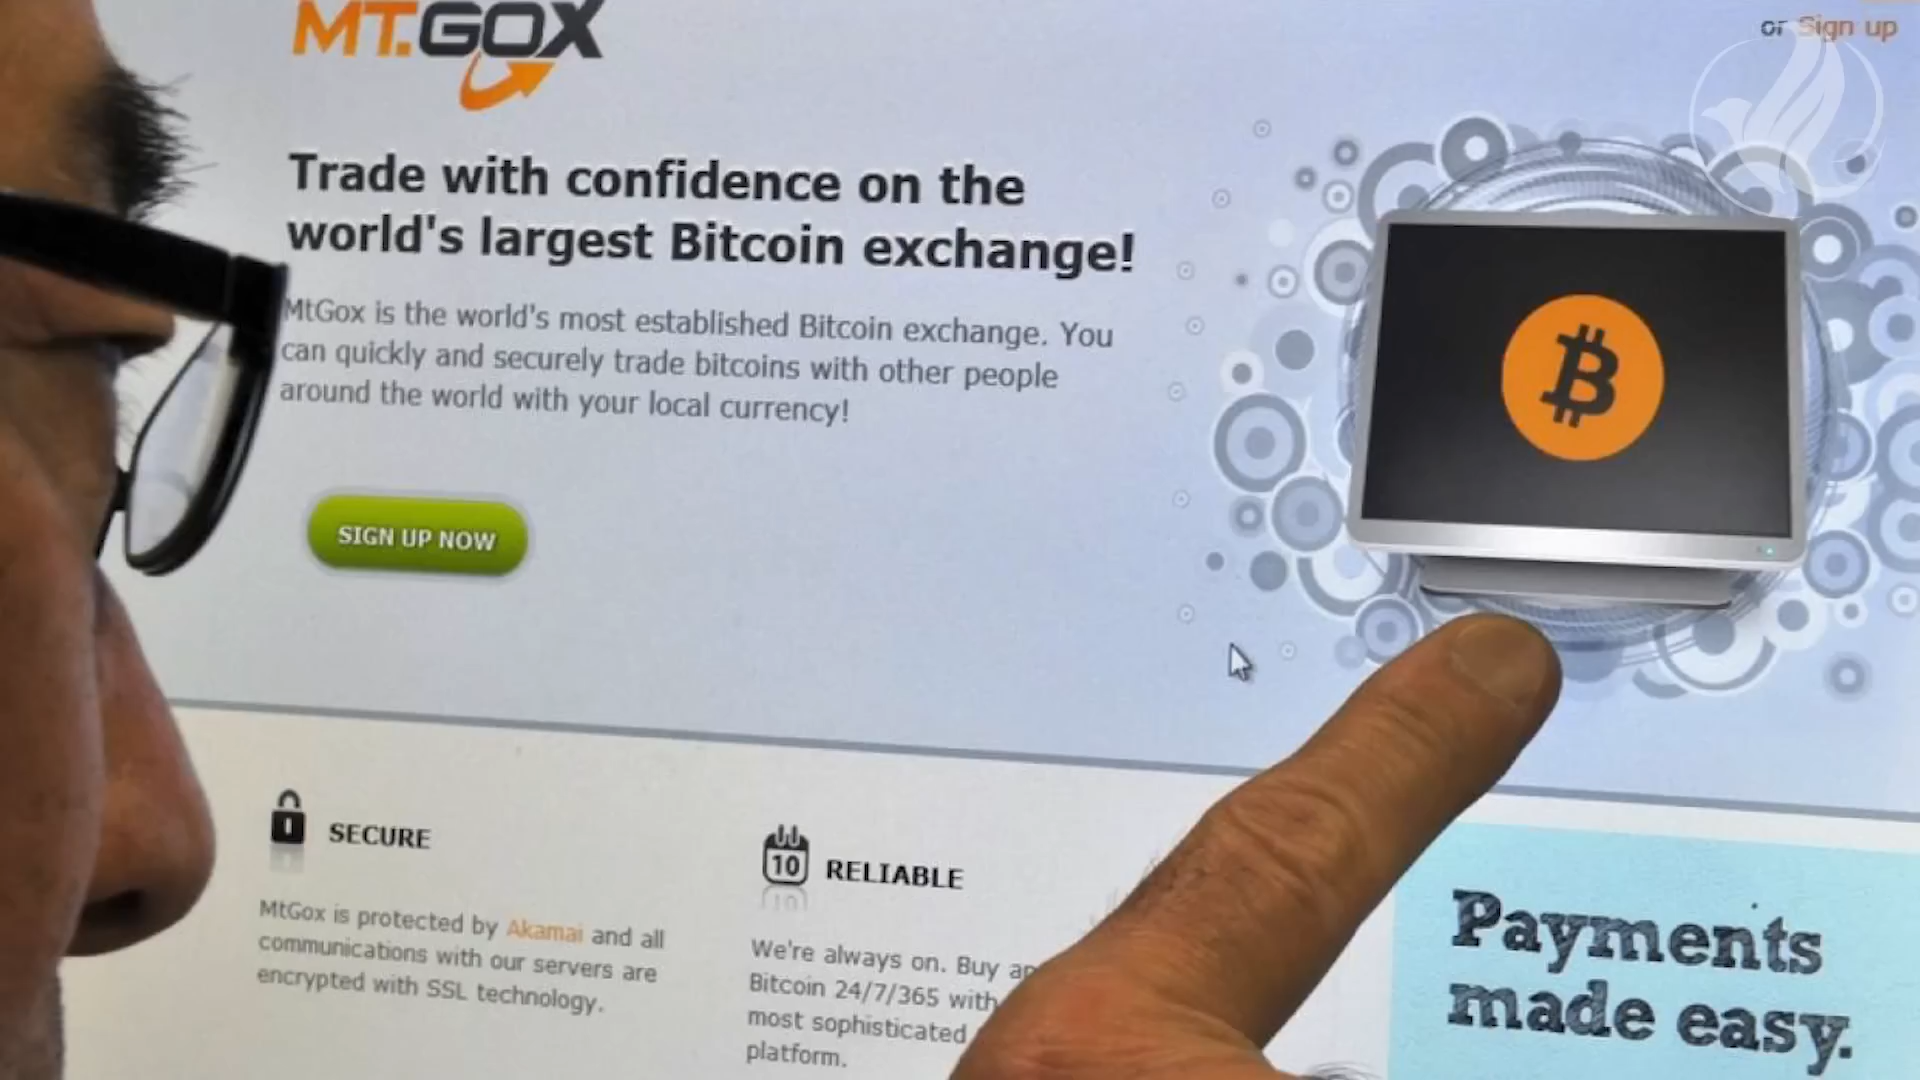 MT.GOX
or Sign up
Trade with confidence on the
world's largest Bitcoin exchange!
MtGox is the world's most established Bitcoin exchange. You
can quickly and securely trade bitcoins with other people
around the world with your local currency!
SIGN UP NOW
SECURE
MtGox is protected by Akamai and all
communications with our servers are
encrypted with SSL technology.
10 RELIABLE
We're always on. Buy
Bitcoin 24/7/365 with
most sophisticated
platform.
Payments
made easy.